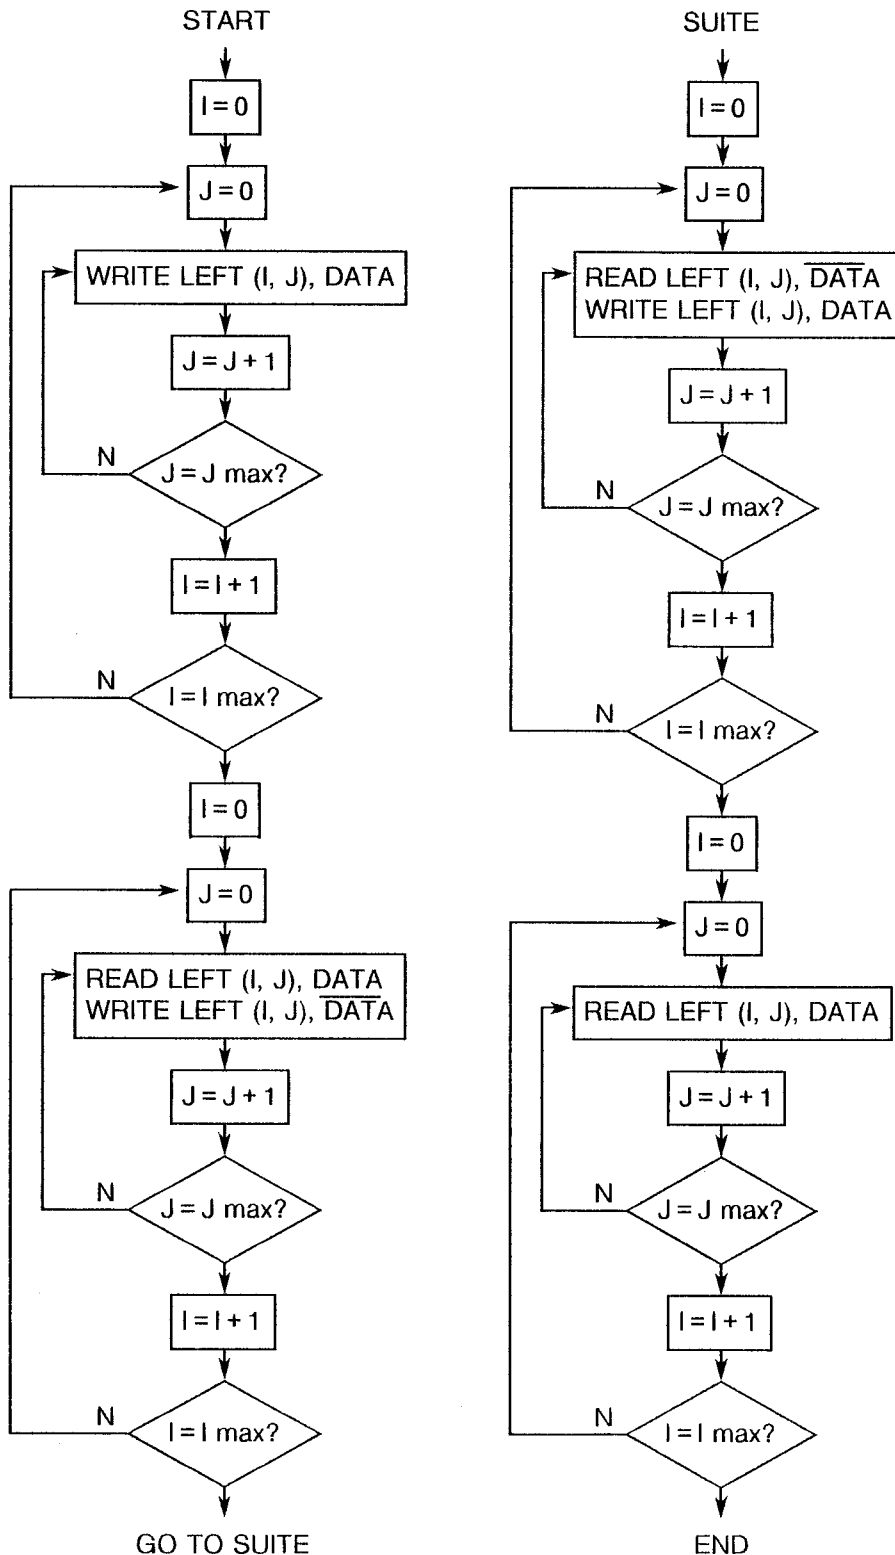 START
I = 0
J = 0
WRITE LEFT (I, J), DATA
J = J + 1
N
J = J max?
I = I + 1
N
I = I max?
I = 0
J = 0
READ LEFT (I, J), DATA
WRITE LEFT (I, J), D̅A̅T̅A̅
J = J + 1
N
J = J max?
I = I + 1
N
I = I max?
GO TO SUITE
SUITE
I = 0
J = 0
READ LEFT (I, J), D̅A̅T̅A̅
WRITE LEFT (I, J), DATA
J = J + 1
N
J = J max?
I = I + 1
N
I = I max?
I = 0
J = 0
READ LEFT (I, J), DATA
J = J + 1
N
J = J max?
I = I + 1
N
I = I max?
END